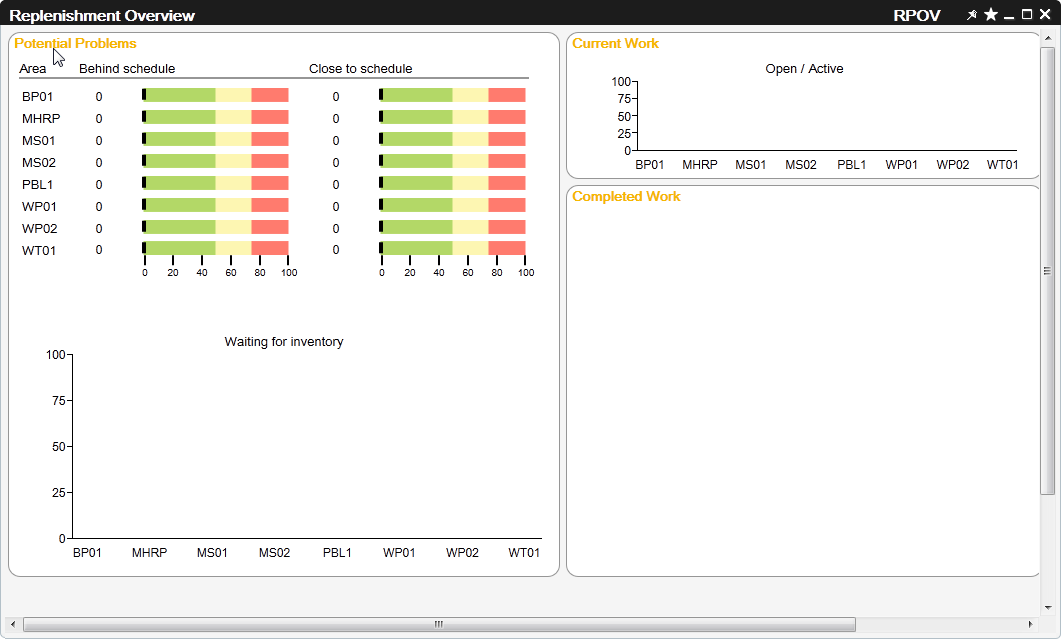 Replenishment Overview RPOV
Potential Problems
Area Behind schedule Close to schedule
BP01 0 0
MHRP 0 0
MS01 0 0
MS02 0 0
PBL1 0 0
WP01 0 0
WP02 0 0
WT01 0 0
0 20 40 60 80 100 0 20 40 60 80 100
Waiting for inventory
100
75
50
25
0
BP01 MHRP MS01 MS02 PBL1 WP01 WP02 WT01
Current Work
Open / Active
100
75
50
25
0
BP01 MHRP MS01 MS02 PBL1 WP01 WP02 WT01
Completed Work